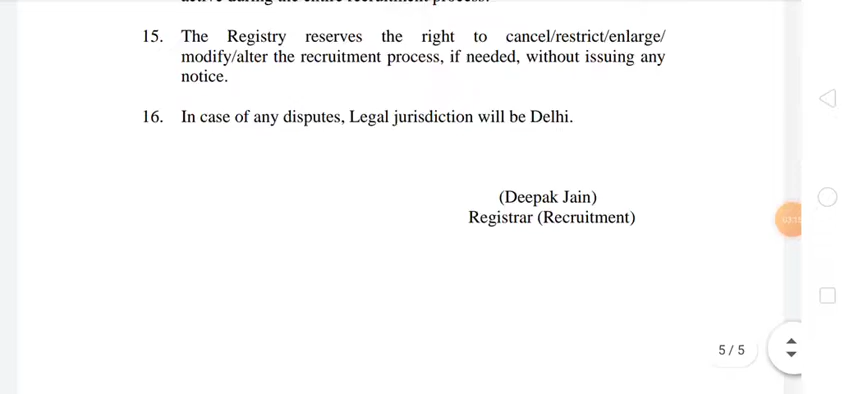 15. The Registry reserves the right to cancel/restrict/enlarge/
modify/alter the recruitment process, if needed, without issuing any
notice.
16. In case of any disputes, Legal jurisdiction will be Delhi.
(Deepak Jain)
Registrar (Recruitment)
5 / 5